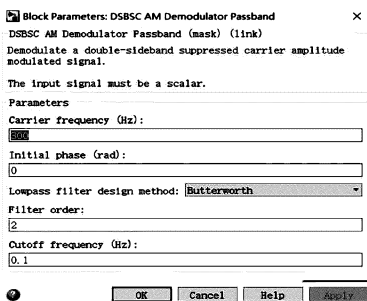 Block Parameters: DSBSC AM Demodulator Passband
DSBSC AM Demodulator Passband (mask) (link)
Demodulate a double-sideband suppressed carrier amplitude
modulated signal.
The input signal must be a scalar.
Parameters
Carrier frequency (Hz):
300
Initial phase (rad):
0
Lowpass filter design method: Butterworth
Filter order:
2
Cutoff frequency (Hz):
0.1
OK Cancel Help Apply